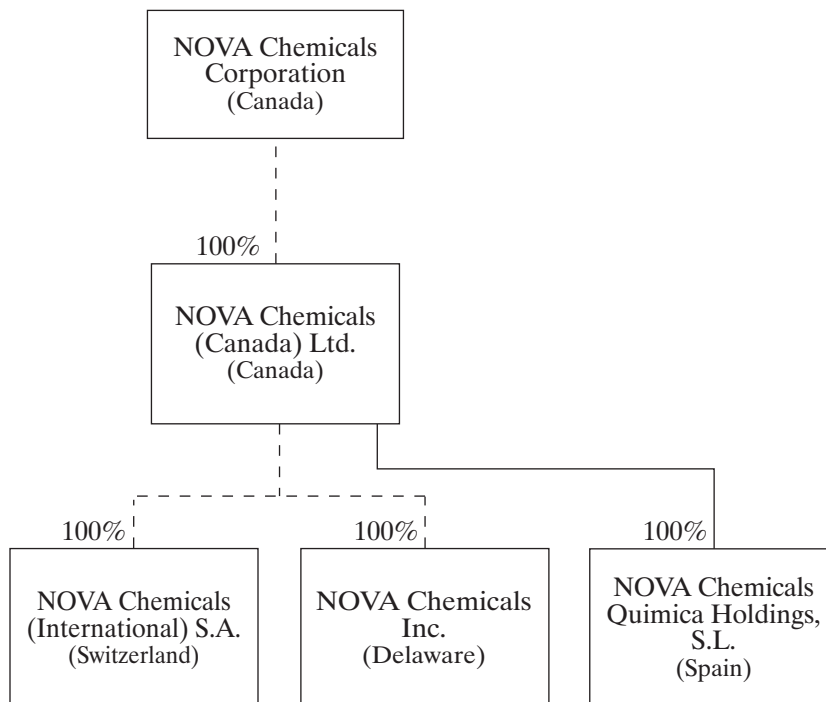 NOVA Chemicals
Corporation
(Canada)
100%
NOVA Chemicals
(Canada) Ltd.
(Canada)
100%
100%
100%
NOVA Chemicals
(International) S.A.
(Switzerland)
NOVA Chemicals
Inc.
(Delaware)
NOVA Chemicals
Quimica Holdings,
S.L.
(Spain)